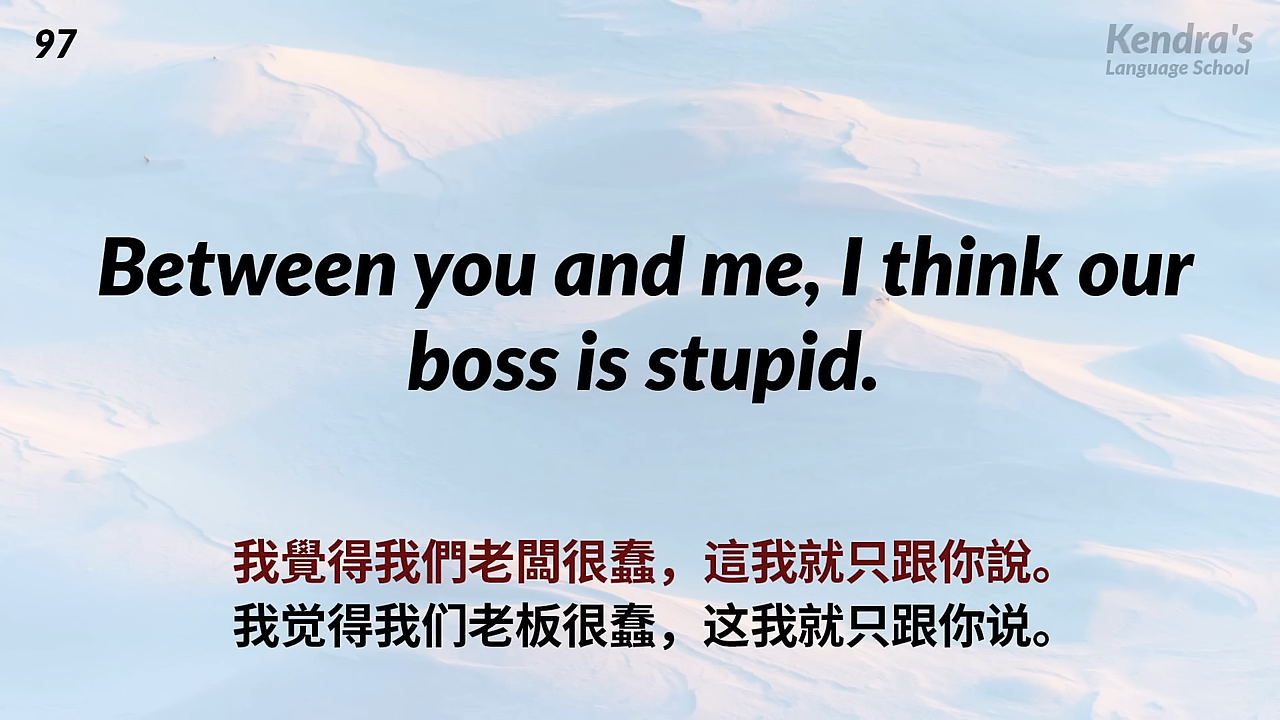 97
Kendra's
Language School
Between you and me, I think our
boss is stupid.
我覺得我們老闆很蠢，這我就只跟你說。
我觉得我们老板很蠢，这我就只跟你说。